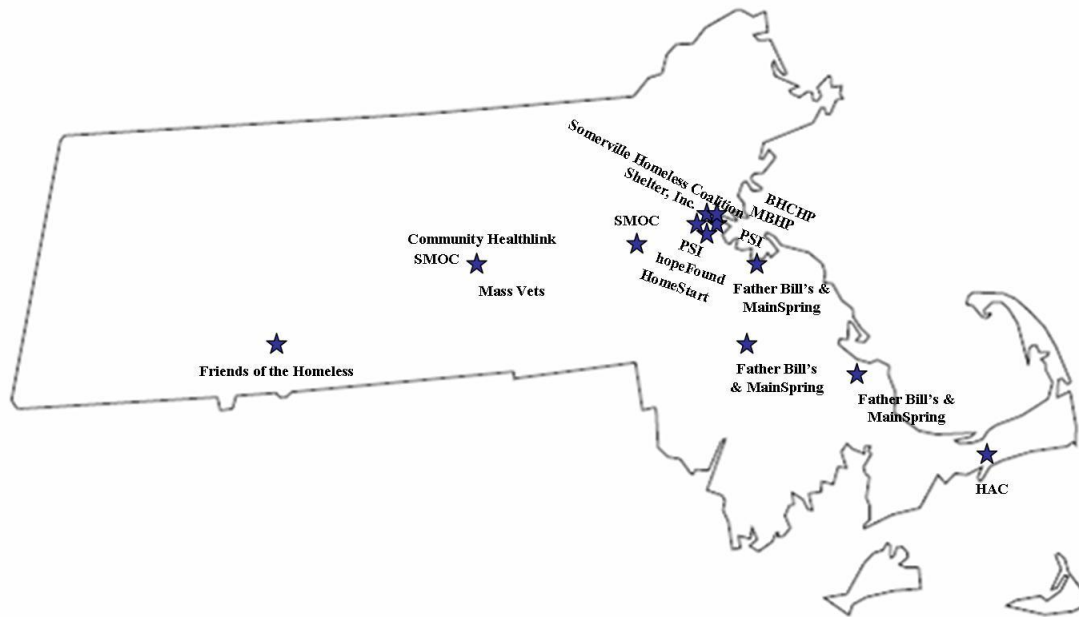 Somerville Homeless Coalition
Shelter, Inc.
BHCHP
MBHP
PSI
SMOC
PSI
hopeFound
HomeStart
Community Healthlink
SMOC
Mass Vets
Father Bill's &
MainSpring
Friends of the Homeless
Father Bill's
& MainSpring
Father Bill's &
MainSpring
HAC